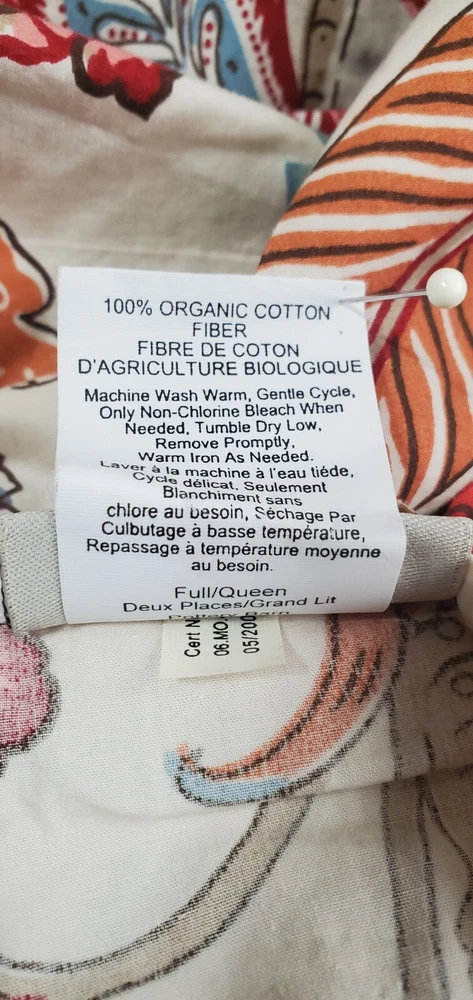 100% ORGANIC COTTON
FIBER
FIBRE DE COTON
D'AGRICULTURE BIOLOGIQUE
Machine Wash Warm, Gentle Cycle,
Only Non-Chlorine Bleach When
Needed, Tumble Dry Low,
Remove Promptly,
Warm Iron As Needed.
Laver à la machine à l'eau tiéde,
Cycle délicat. Seulement
Blanchiment sans
chlore au besoin, Séchage Par
Culbutage à basse température,
Repassage à température moyenne
au besoin.
Full/Queen
Deux Places/Grand Lit
Cert
06.MO
05/200